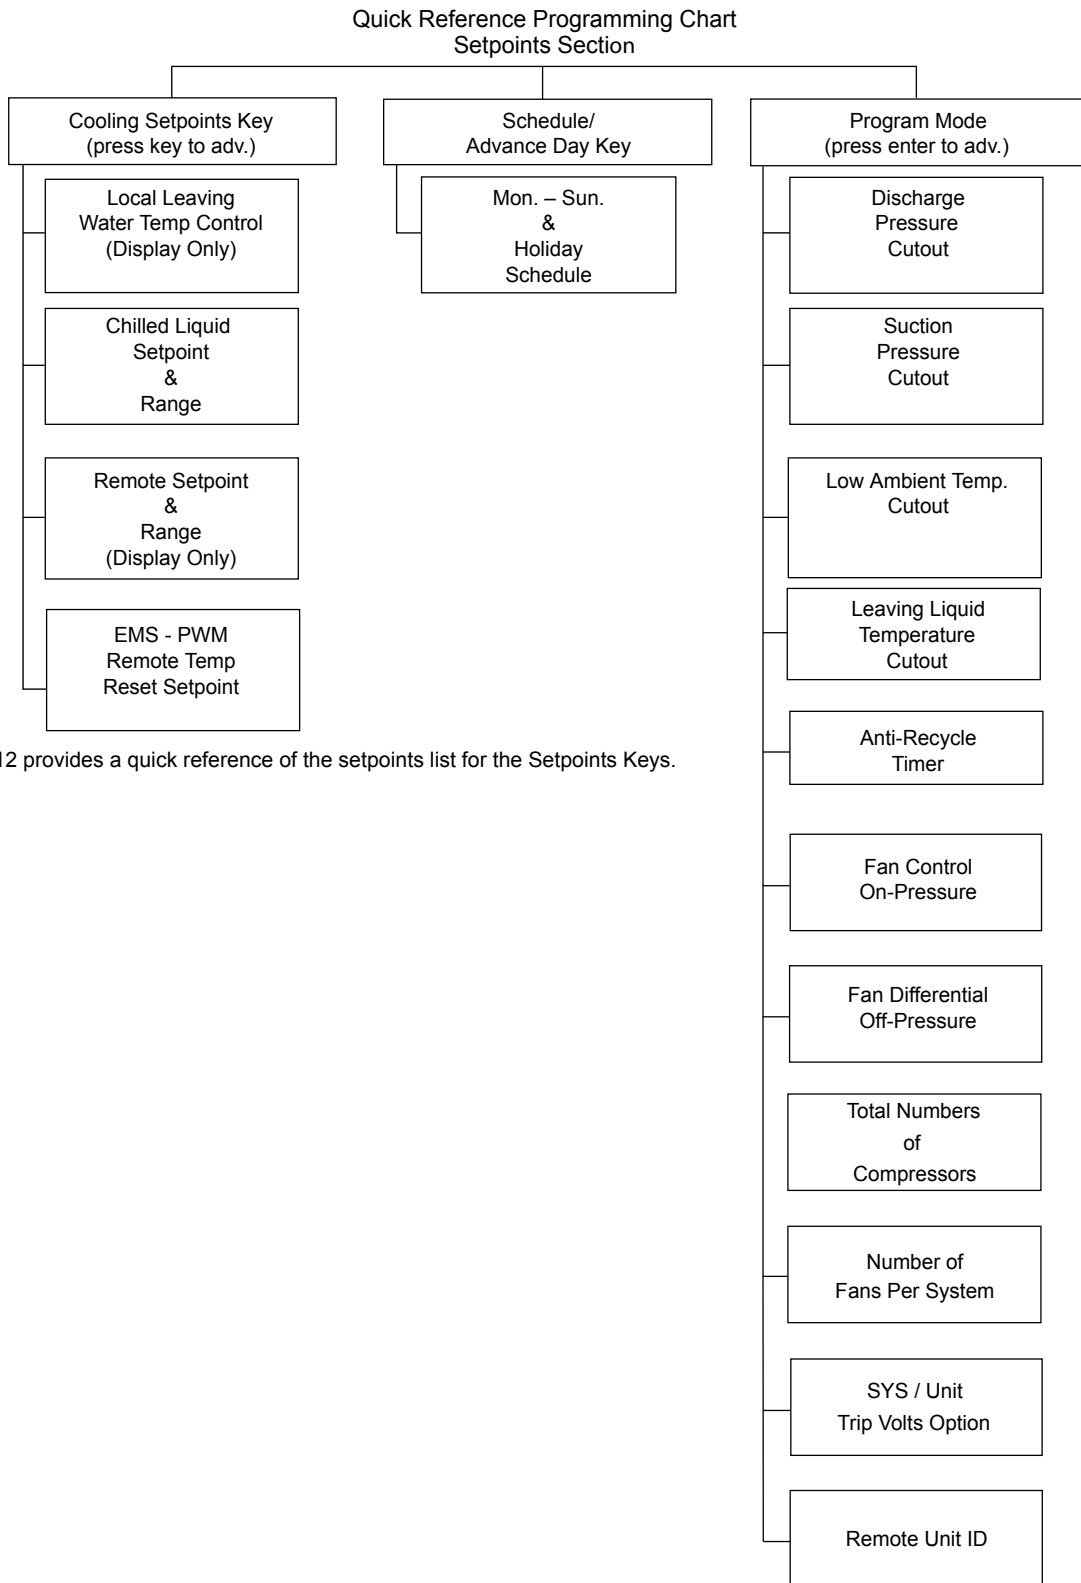 Quick Reference Programming Chart
Setpoints Section
Cooling Setpoints Key
(press key to adv.)
Local Leaving
Water Temp Control
(Display Only)
Chilled Liquid
Setpoint
&
Range
Remote Setpoint
&
Range
(Display Only)
EMS - PWM
Remote Temp
Reset Setpoint
Schedule/
Advance Day Key
Mon. – Sun.
&
Holiday
Schedule
Program Mode
(press enter to adv.)
Discharge
Pressure
Cutout
Suction
Pressure
Cutout
Low Ambient Temp.
Cutout
Leaving Liquid
Temperature
Cutout
Anti-Recycle
Timer
Fan Control
On-Pressure
Fan Differential
Off-Pressure
Total Numbers
of
Compressors
Number of
Fans Per System
SYS / Unit
Trip Volts Option
Remote Unit ID
12 provides a quick reference of the setpoints list for the Setpoints Keys.